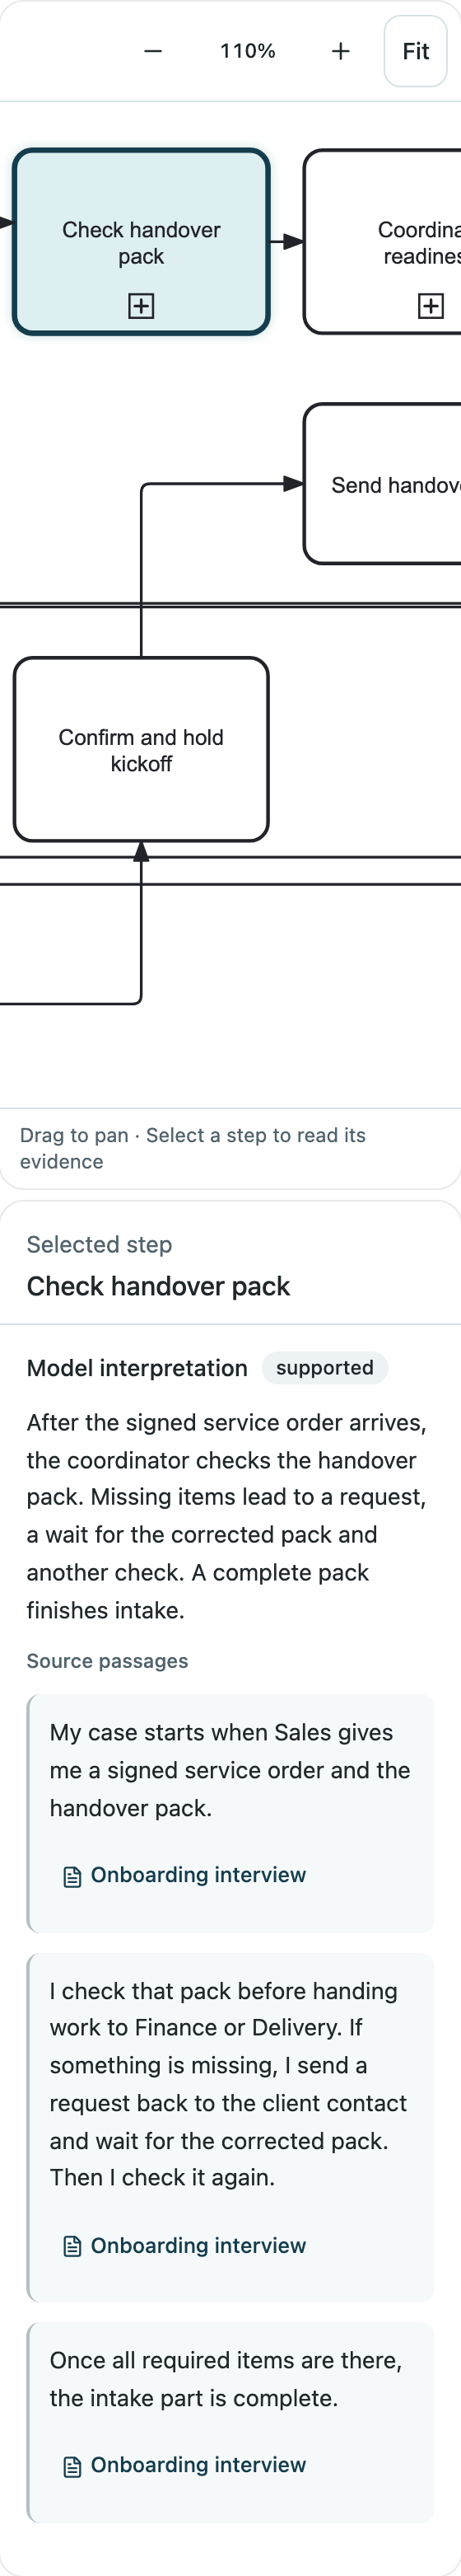 − 110% + Fit
Check handover
pack
Send
Confirm and hold
kickoff
Drag to pan · Select a step to read its
evidence
Selected step
Check handover pack
Model interpretation supported
After the signed service order arrives,
the coordinator checks the handover
pack. Missing items lead to a request,
a wait for the corrected pack and
another check. A complete pack
finishes intake.
Source passages
My case starts when Sales gives
me a signed service order and the
handover pack.
Onboarding interview
I check that pack before handing
work to Finance or Delivery. If
something is missing, I send a
request back to the client contact
and wait for the corrected pack.
Then I check it again.
Onboarding interview
Once all required items are there,
the intake part is complete.
Onboarding interview